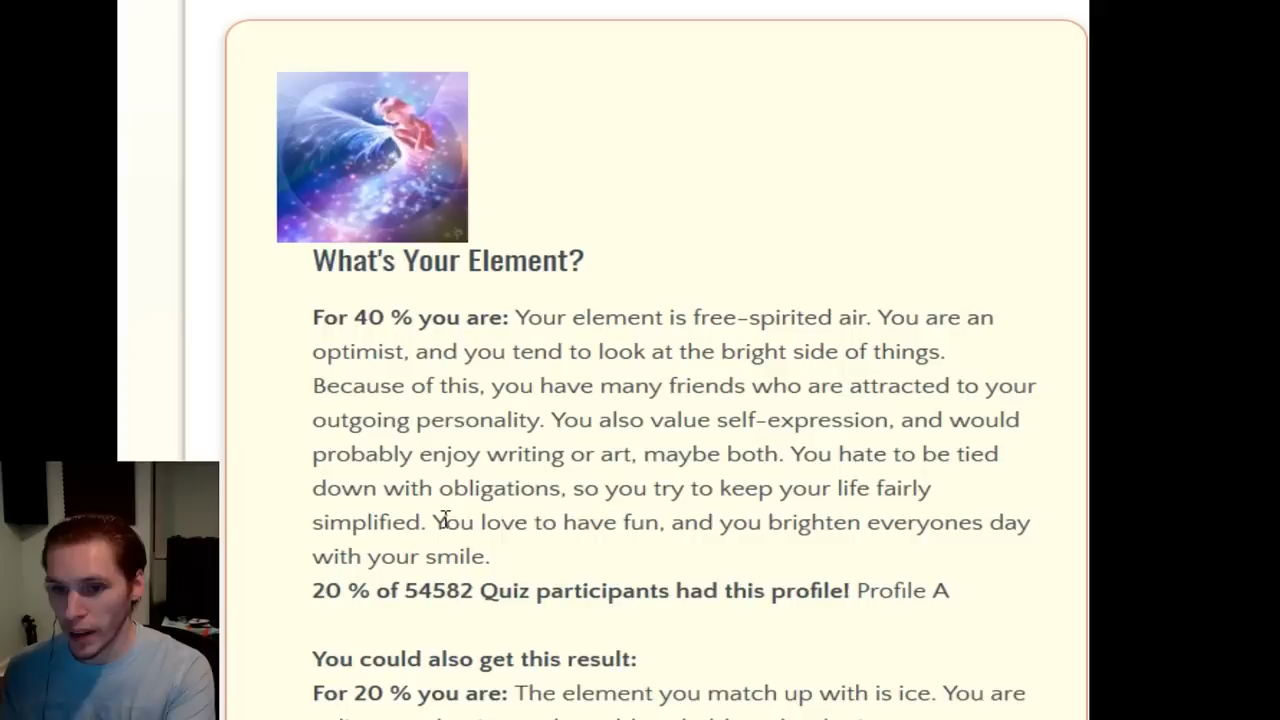 What's Your Element?
For 40 % you are: Your element is free-spirited air. You are an
optimist, and you tend to look at the bright side of things.
Because of this, you have many friends who are attracted to your
outgoing personality. You also value self-expression, and would
probably enjoy writing or art, maybe both. You hate to be tied
down with obligations, so you try to keep your life fairly
simplified. You love to have fun, and you brighten everyones day
with your smile.
20 % of 54582 Quiz participants had this profile! Profile A
You could also get this result:
For 20 % you are: The element you match up with is ice. You are